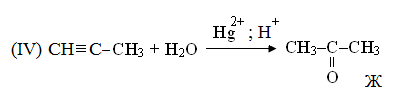 (IV) CH≡C–CH₃ + H₂O
Hg²⁺ ; H⁺
CH₃–C–CH₃
||
O
Ж